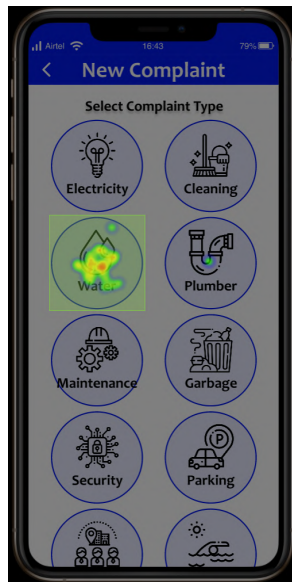 Airtel 16:43 79%
New Complaint
Select Complaint Type
Electricity Cleaning
Water Plumber
Maintenance Garbage
P
Security Parking